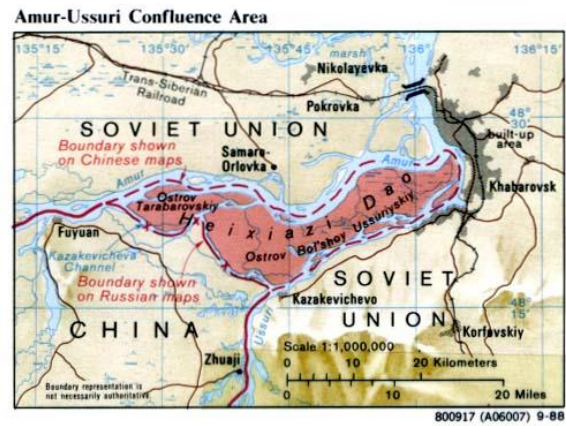 Amur-Ussuri Confluence Area
135°15'
135°30'
135°45'
136°
136°15'
marsh
Nikolayevka
Trans-Siberian
Railroad
Pokrovka
48°
30'
built-up
area
SOVIET UNION
Boundary shown
on Chinese maps
Samaro-
Orlovka
Amur
Amur
Khabarovsk
Ostrov
Tarabarovskiy
Heixiazi Dao
Fuyuan
Kazakevicheva
Channel
Ostrov Bol'shoy Ussuriyskiy
Boundary shown
on Russian maps
SOVIET
UNION
Kazakevichevo
48°
15'
CHINA
Ussuri
Korfovskiy
Scale 1:1,000,000
Zhuaji
0 10 20 Kilometers
0 10 20 Miles
Boundary representation is
not necessarily authoritative.
800917 (A06007) 9-88